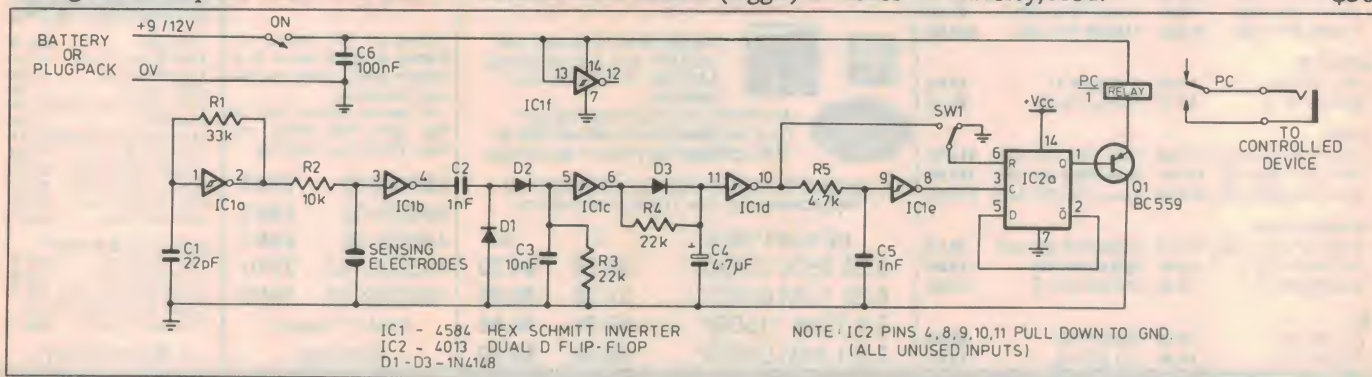 +9/12V
ON
BATTERY
OR
PLUGPACK
0V
C6
100nF
13
14
12
7
IC1f
PC
1
RELAY
PC
TO
CONTROLLED
DEVICE
R1
33k
1
2
IC1a
R2
10k
3
4
IC1b
C2
1nF
D2
D1
5
6
IC1c
D3
R4
22k
11
10
IC1d
R5
4.7k
9
8
IC1e
SW1
+Vcc
14
6
R
Q
1
IC2a
3
C
5
D
Q̅
2
7
Q1
BC559
C1
22pF
SENSING
ELECTRODES
C3
10nF
R3
22k
+
C4
4.7μF
C5
1nF
IC1 - 4584 HEX SCHMITT INVERTER
IC2 - 4013 DUAL D FLIP-FLOP
D1-D3-1N4148
NOTE: IC2 PINS 4,8,9,10,11 PULL DOWN TO GND.
(ALL UNUSED INPUTS)